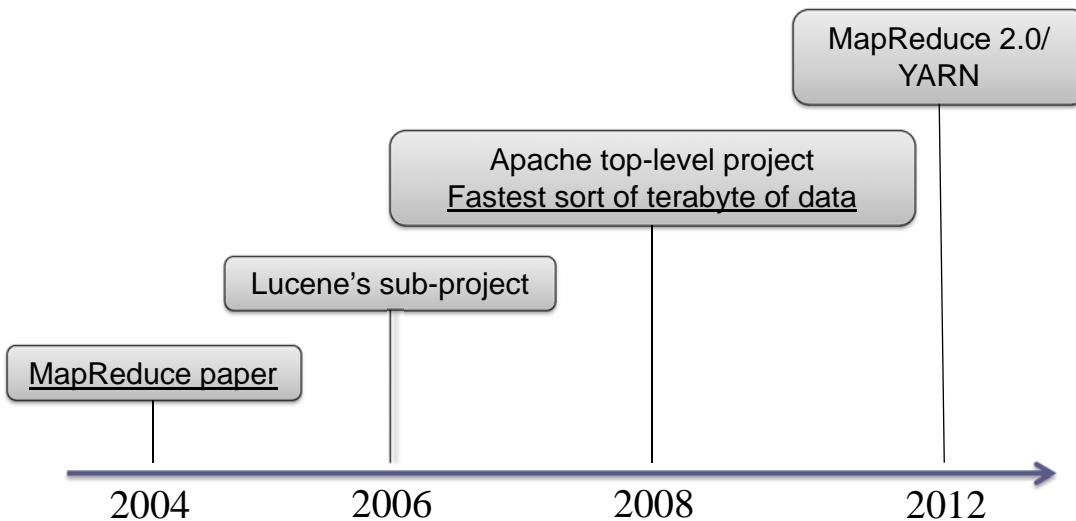 MapReduce 2.0/
YARN
Apache top-level project
Fastest sort of terabyte of data
Lucene’s sub-project
MapReduce paper
2004
2006
2008
2012